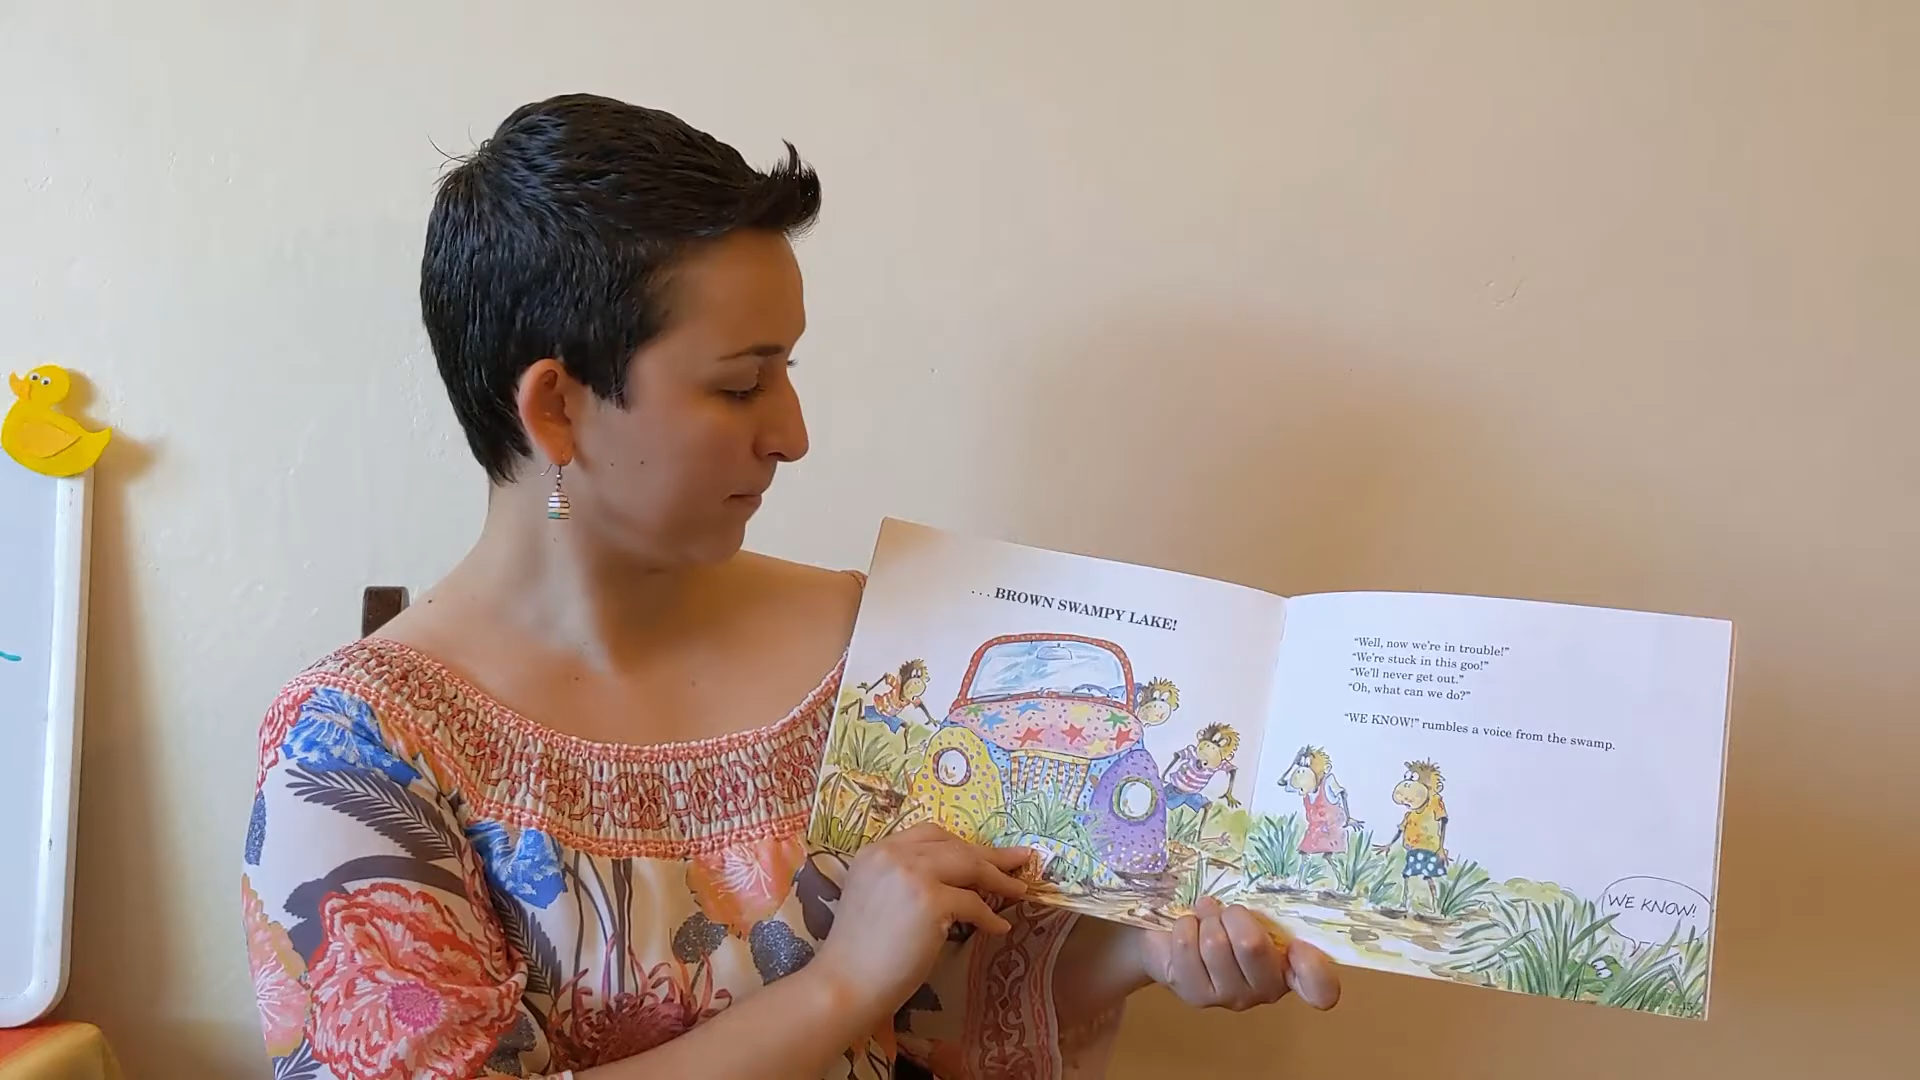 ... BROWN SWAMPY LAKE!
"Well, now we're in trouble!"
"We're stuck in this goo!"
"We'll never get out."
"Oh, what can we do?"
"WE KNOW!" rumbles a voice from the swamp.
WE KNOW!